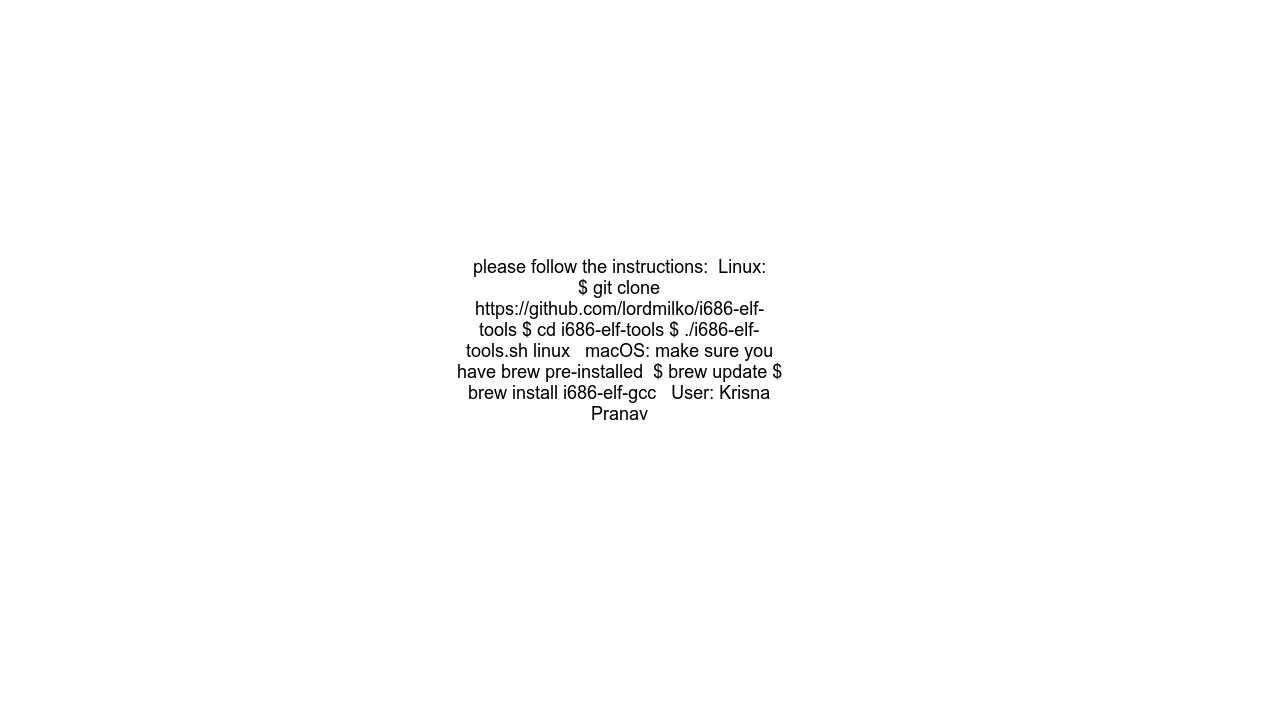 please follow the instructions:  Linux:
$ git clone
https://github.com/lordmilko/i686-elf-
tools $ cd i686-elf-tools $ ./i686-elf-
tools.sh linux   macOS: make sure you
have brew pre-installed  $ brew update $
brew install i686-elf-gcc   User: Krisna
Pranav